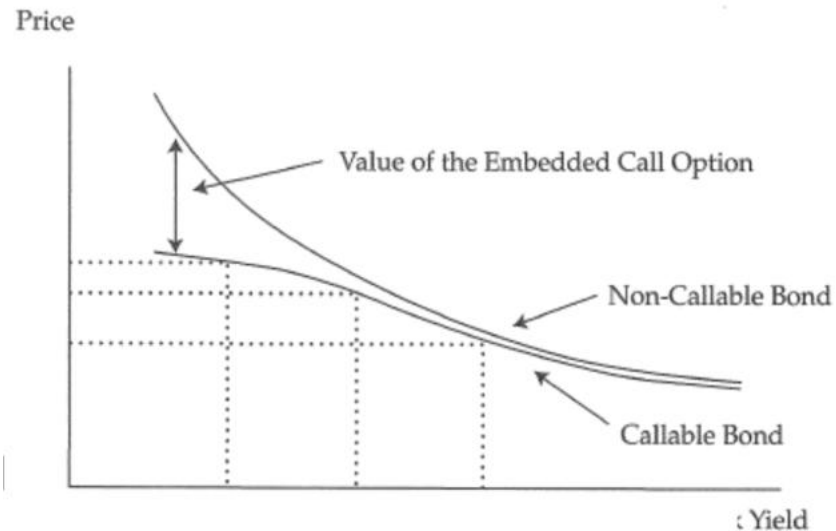 Price
Value of the Embedded Call Option
Non-Callable Bond
Callable Bond
: Yield